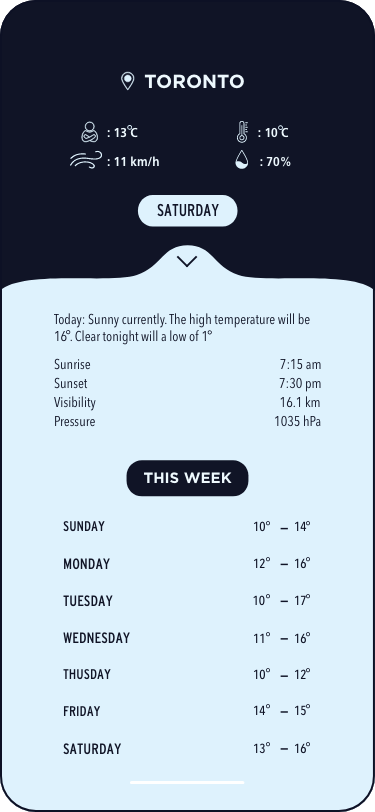 TORONTO
: 13°C : 10°C
: 11 km/h : 70%
SATURDAY
Today: Sunny currently. The high temperature will be
16°. Clear tonight will a low of 1°
Sunrise 7:15 am
Sunset 7:30 pm
Visibility 16.1 km
Pressure 1035 hPa
THIS WEEK
SUNDAY 10° – 14°
MONDAY 12° – 16°
TUESDAY 10° – 17°
WEDNESDAY 11° – 16°
THUSDAY 10° – 12°
FRIDAY 14° – 15°
SATURDAY 13° – 16°